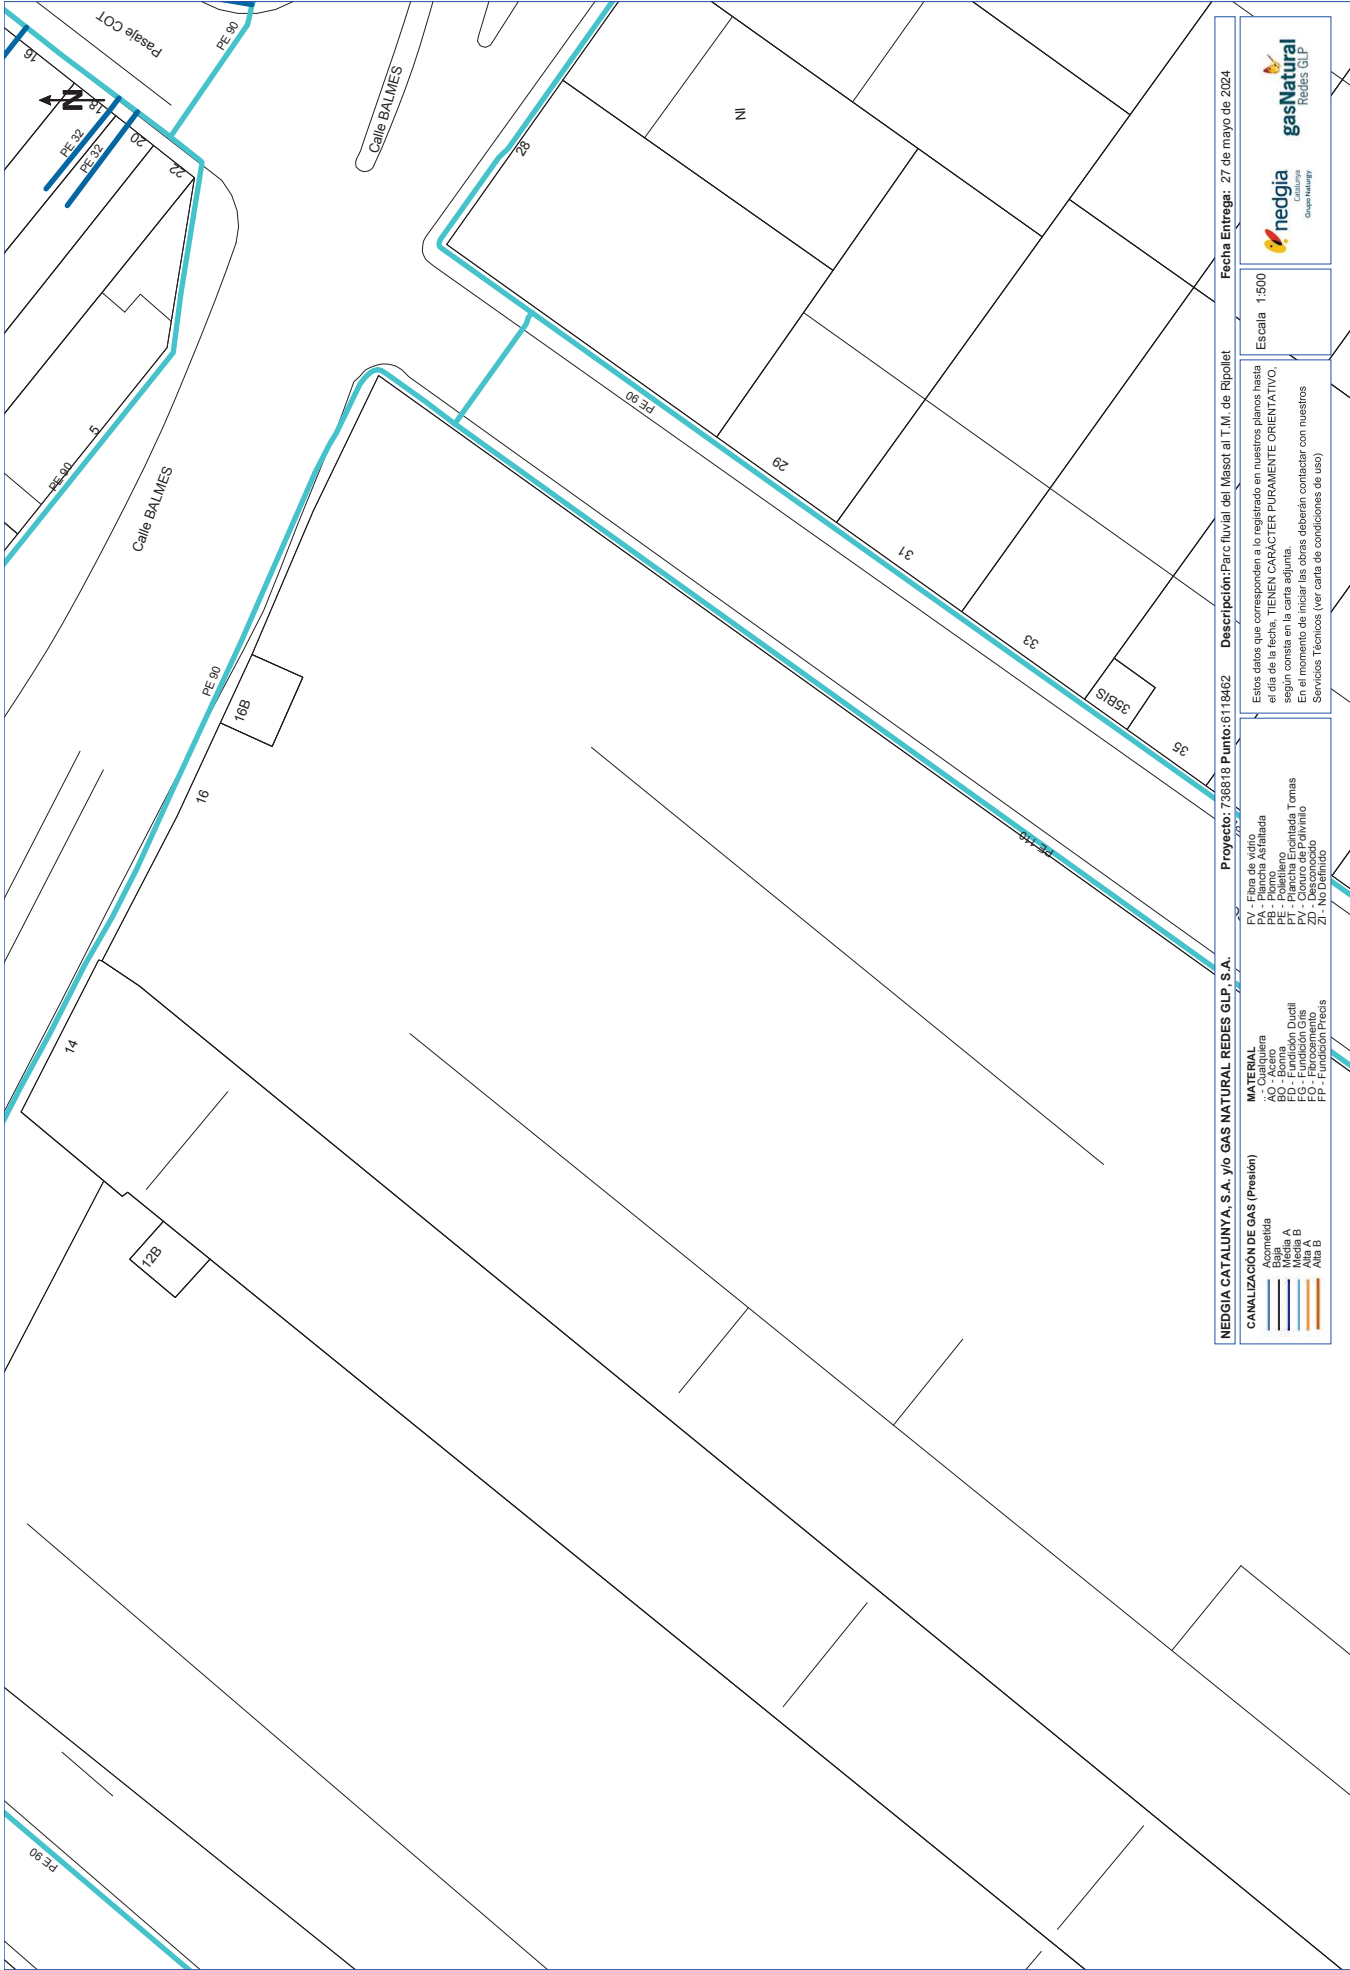 Pasaje COT
PE 90
16
N
18
PE 32
PE 32
20
22
Calle BALMES
28
NI
5
PE 90
Calle BALMES
PE 90
29
31
33
35BIS
35
PE 90
16B
16
PE 110
14
12B
PE 90
NEDGIA CATALUNYA, S.A. y/o GAS NATURAL REDES GLP, S.A.
Proyecto: 736818 Punto:6118462
Descripción:Parc fluvial del Masot al T.M. de Ripollet
Fecha Entrega: 27 de mayo de 2024
CANALIZACIÓN DE GAS (Presión)
Acometida
Baja
Media A
Media B
Alta A
Alta B
MATERIAL
.. - Cualquiera
AO - Acero
BO - Bonna
FD - Fundición Ductil
FG - Fundición Gris
FO - Fibrocemento
FP - Fundición Precis
FV - Fibra de vidrio
PA - Plancha Asfaltada
PB - Plomo
PE - Polietileno
PT - Plancha Encintada Tomas
PV - Cloruro de Polivinilo
ZD - Desconocido
ZI - No Definido
Estos datos que corresponden a lo registrado en nuestros planos hasta
el día de la fecha, TIENEN CARÁCTER PURAMENTE ORIENTATIVO,
según consta en la carta adjunta.
En el momento de iniciar las obras deberán contactar con nuestros
Servicios Técnicos (ver carta de condiciones de uso)
Escala 1:500
nedgia
Catalunya
Grupo Naturgy
gasNatural
Redes GLP